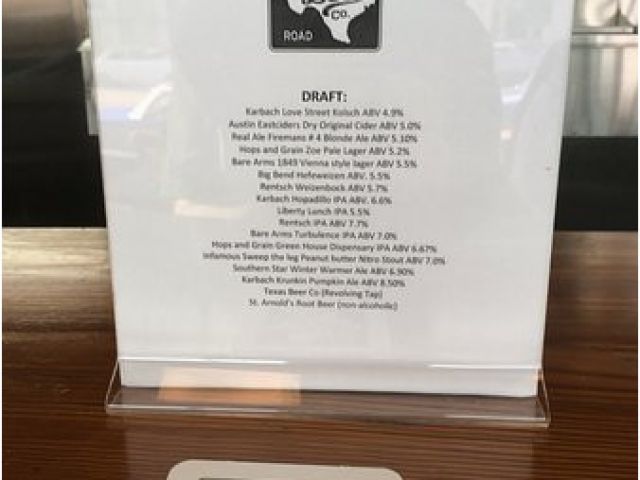 Co.
ROAD
DRAFT:
Karbach Love Street Kolsch ABV 4.9%
Austin Eastciders Dry Original Cider ABV 5.0%
Real Ale Firemans # 4 Blonde Ale ABV 5.10%
Hops and Grain Zoe Pale Lager ABV 5.2%
Bare Arms 1849 Vienna style lager ABV 5.5%
Big Bend Hefeweizen ABV. 5.5%
Rentsch Weizenbock ABV 5.7%
Karbach Hopadillo IPA ABV. 6.6%
Liberty Lunch IPA 5.5%
Rentsch IPA ABV 7.7%
Bare Arms Turbulence IPA ABV 7.0%
Hops and Grain Green House Dispensary IPA ABV 6.67%
Infamous Sweep the leg Peanut butter Nitro Stout ABV 7.0%
Southern Star Winter Warmer Ale ABV 6.90%
Karbach Krunkin Pumpkin Ale ABV 8.50%
Texas Beer Co (Revolving Tap)
St. Arnold's Root Beer (non-alcoholic)